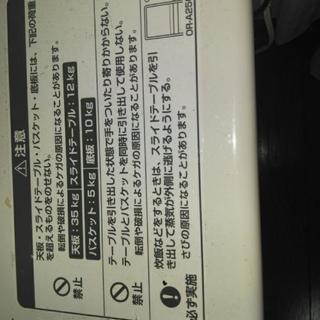 ⚠注意
天板・スライドテーブル・バスケット・底板には、下記の荷重
を超えるものをのせない。
転倒や破損によるケガの原因になることがあります。
天板：35kg スライドテーブル：12kg
バスケット：5kg 底板：10kg
禁止
テーブルを引き出した状態で手をついたり寄りかからない。
テーブルとバスケットを同時に引き出して使用しない。
転倒や破損によるケガの原因になることがあります。
禁止
炊飯などをするときは、スライドテーブルを引
き出して蒸気が外側に逃げるようにする。
さびの原因になることがあります。
必ず実施